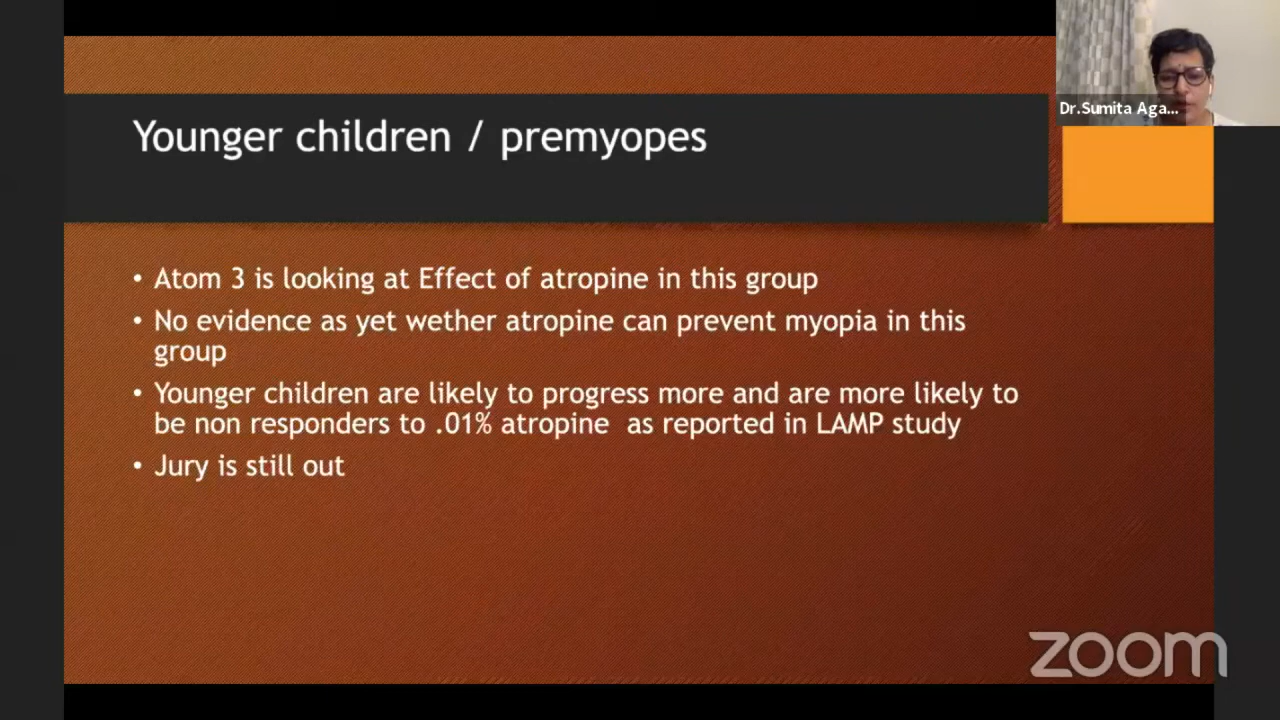 Dr.Sumita Aga...
Younger children / premyopes
• Atom 3 is looking at Effect of atropine in this group
• No evidence as yet wether atropine can prevent myopia in this
group
• Younger children are likely to progress more and are more likely to
be non responders to .01% atropine as reported in LAMP study
• Jury is still out
zoom